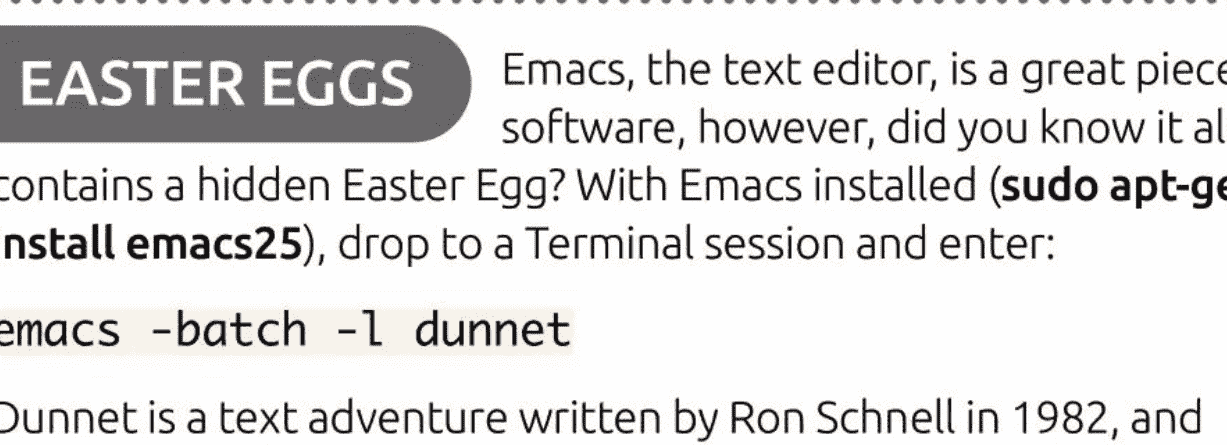 EASTER EGGS
Emacs, the text editor, is a great piece
software, however, did you know it al
contains a hidden Easter Egg? With Emacs installed (sudo apt-ge
install emacs25), drop to a Terminal session and enter:
emacs -batch -l dunnet
Dunnet is a text adventure written by Ron Schnell in 1982, and